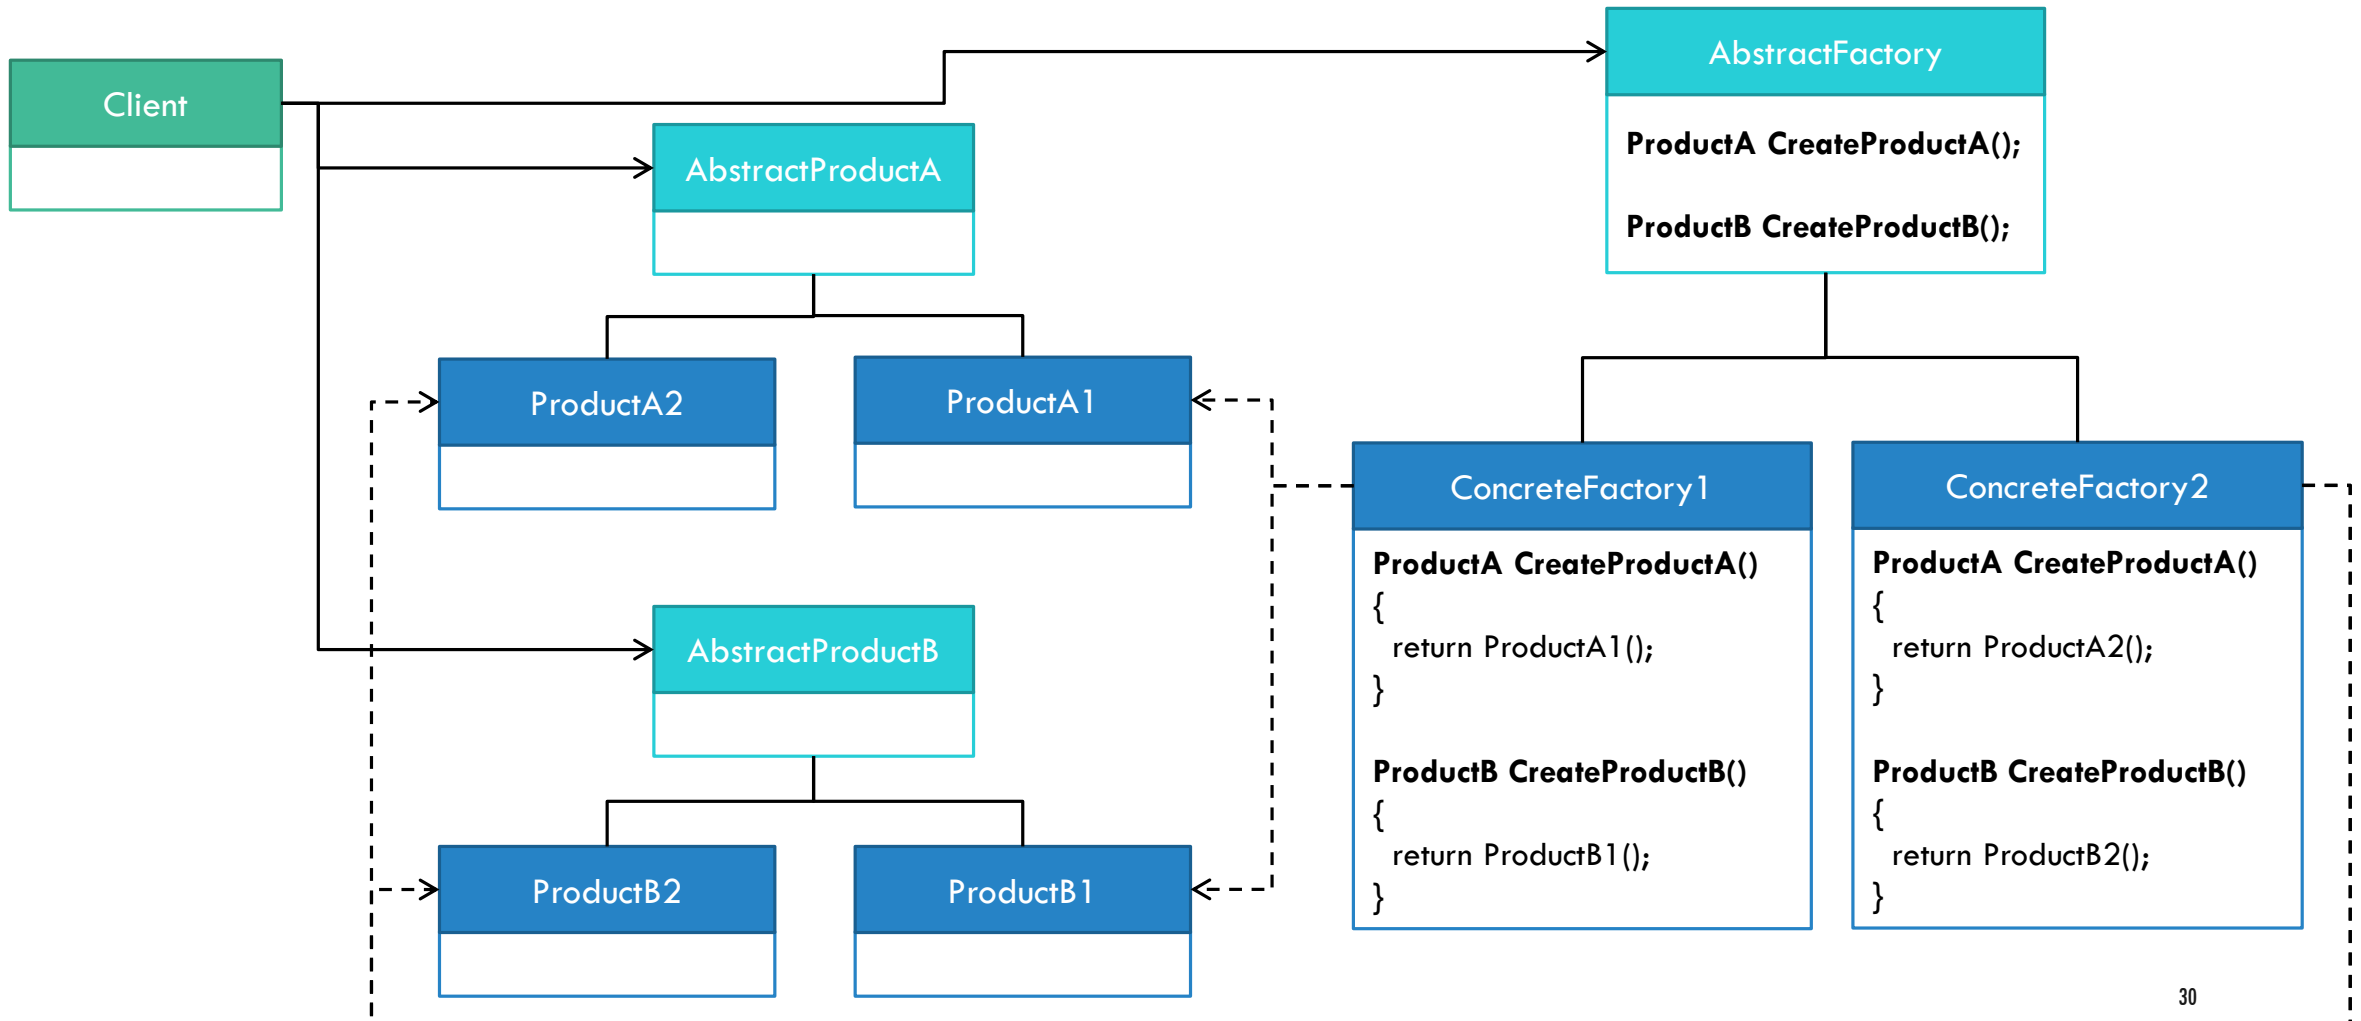 Client
AbstractFactory
ProductA CreateProductA();
ProductB CreateProductB();
AbstractProductA
ProductA2
ProductA1
AbstractProductB
ProductB2
ProductB1
ConcreteFactory1
ProductA CreateProductA()
{
return ProductA1();
}
ProductB CreateProductB()
{
return ProductB1();
}
ConcreteFactory2
ProductA CreateProductA()
{
return ProductA2();
}
ProductB CreateProductB()
{
return ProductB2();
}
30